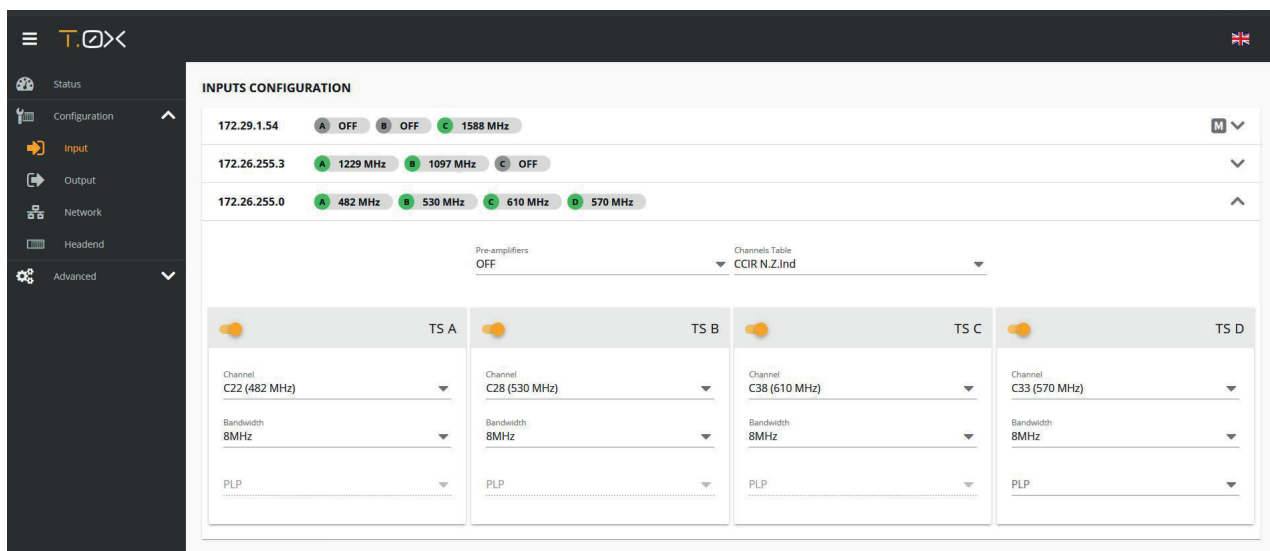 T.0X
Status
Configuration
Input
Output
Network
Headend
Advanced
INPUTS CONFIGURATION
172.29.1.54 A OFF B OFF C 1588 MHz M
172.26.255.3 A 1229 MHz B 1097 MHz C OFF
172.26.255.0 A 482 MHz B 530 MHz C 610 MHz D 570 MHz
Pre-amplifiers Channels Table
OFF CCIR N.Z.Ind
TS A TS B TS C TS D
Channel Channel Channel Channel
C22 (482 MHz) C28 (530 MHz) C38 (610 MHz) C33 (570 MHz)
Bandwidth Bandwidth Bandwidth Bandwidth
8MHz 8MHz 8MHz 8MHz
PLP PLP PLP PLP